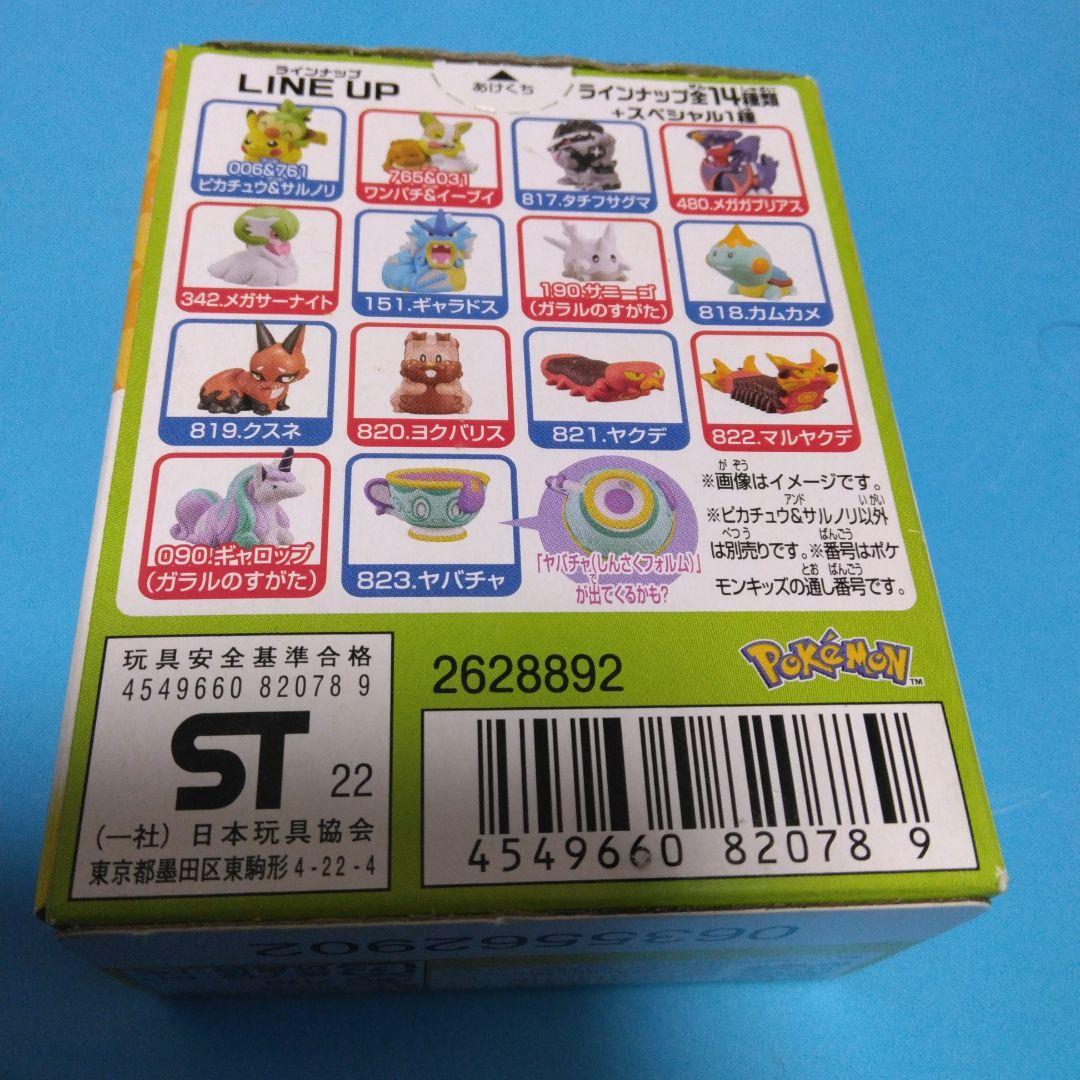 ラインナップ
LINE UP
あけくち
ラインナップ全14種類
+スペシャル1種
006&761
ピカチュウ&サルノリ
765&031
ワンパチ&イーブイ
817.タチフサグマ
480.メガガブリアス
342.メガサーナイト
151.ギャラドス
190.サニーゴ
(ガラルのすがた)
818.カムカメ
819.クスネ
820.ヨクバリス
821.ヤクデ
822.マルヤクデ
090.ギャロップ
(ガラルのすがた)
823.ヤバチャ
「ヤバチャ(しんさくフォルム)」
が出てくるかも?
※画像はイメージです。
※ピカチュウ&サルノリ以外
は別売りです。※番号はポケ
モンキッズの通し番号です。
玩具安全基準合格
4549660 82078 9
ST 22
(一社) 日本玩具協会
東京都墨田区東駒形4-22-4
2628892
POKéMON™
4549660 820789
0635556 2902